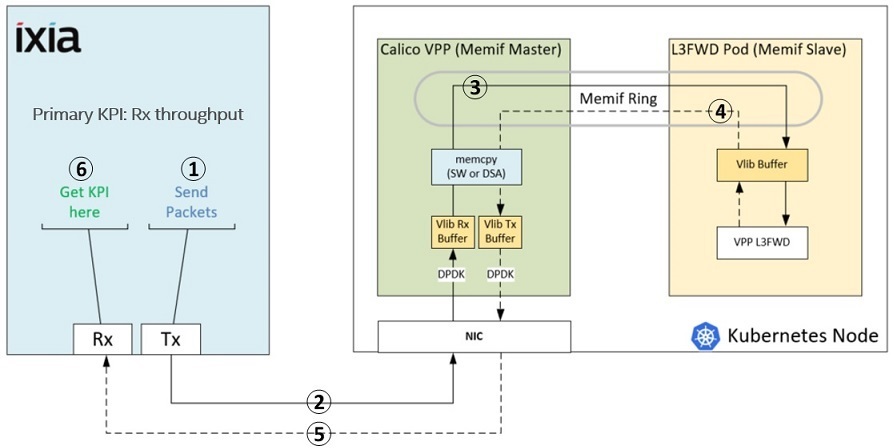 ixia
Primary KPI: Rx throughput
6
Get KPI
here
1
Send
Packets
Rx
Tx
2
5
Calico VPP (Memif Master)
3
Memif Ring
4
memcpy
(SW or DSA)
Vlib Rx
Buffer
Vlib Tx
Buffer
DPDK
DPDK
NIC
L3FWD Pod (Memif Slave)
Vlib Buffer
VPP L3FWD
Kubernetes Node